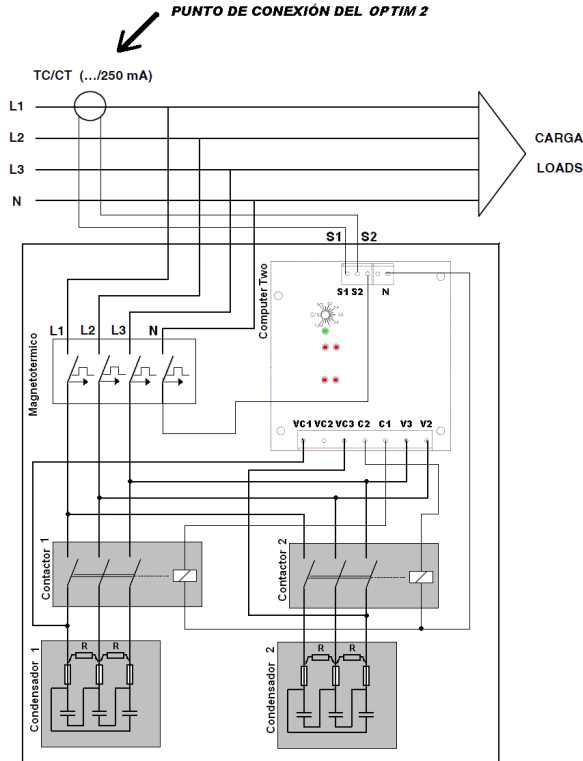 PUNTO DE CONEXIÓN DEL OPTIM 2
TC/CT (.../250 mA)
L1
L2
L3
N
CARGA
LOADS
S1 S2
Computer Two
S1 S2 N
L1 L2 L3 N
Magnetotermico
VC1 VC2 VC3 C2 C1 V3 V2
Contactor 1
Contactor 2
Condensador 1
R R
Condensador 2
R R